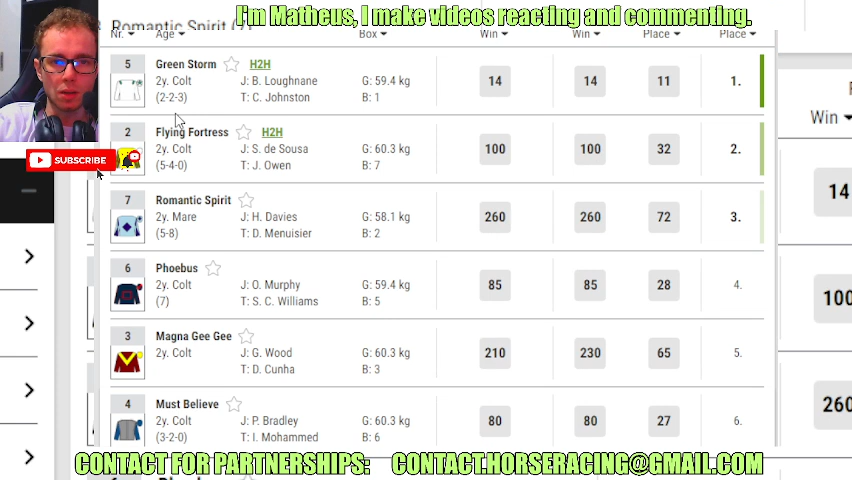 I'm Matheus, I make videos reacting and commenting.
Romantic Spirit (7)
Nr. Age Box Win Win Place Place
5 Green Storm H2H
2y. Colt J: B. Loughnane G: 59.4 kg 14 14 11 1.
(2-2-3) T: C. Johnston B: 1
Win
SUBSCRIBE
2 Flying Fortress H2H
2y. Colt J: S. de Sousa G: 60.3 kg 100 100 32 2.
(5-4-0) T: J. Owen B: 7
14
7 Romantic Spirit
2y. Mare J: H. Davies G: 58.1 kg 260 260 72 3.
(5-8) T: D. Menuisier B: 2
6 Phoebus
2y. Colt J: O. Murphy G: 59.4 kg 85 85 28 4.
(7) T: S. C. Williams B: 5
100
3 Magna Gee Gee
2y. Colt J: G. Wood G: 60.3 kg 210 230 65 5.
T: D. Cunha B: 3
4 Must Believe
2y. Colt J: P. Bradley G: 60.3 kg 80 80 27 6.
(3-2-0) T: I. Mohammed B: 6
260
CONTACT FOR PARTNERSHIPS: CONTACT.HORSERACING@GMAIL.COM